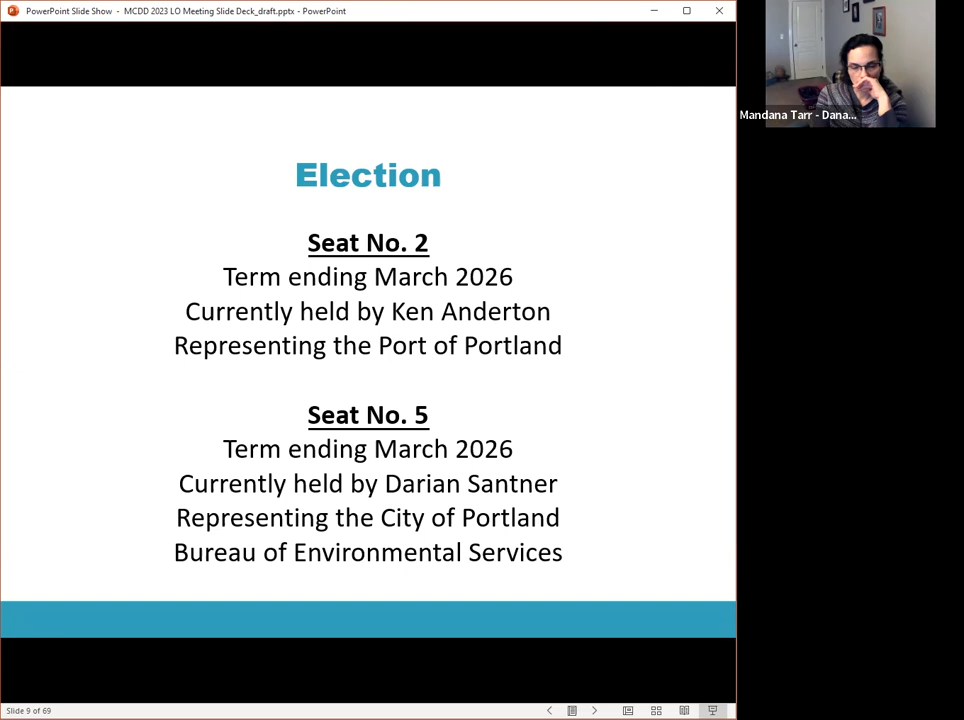 PowerPoint Slide Show - MCDD 2023 LO Meeting Slide Deck_draft.pptx - PowerPoint
Mandana Tarr - Dana...
Election
Seat No. 2
Term ending March 2026
Currently held by Ken Anderton
Representing the Port of Portland
Seat No. 5
Term ending March 2026
Currently held by Darian Santner
Representing the City of Portland
Bureau of Environmental Services
Slide 9 of 69